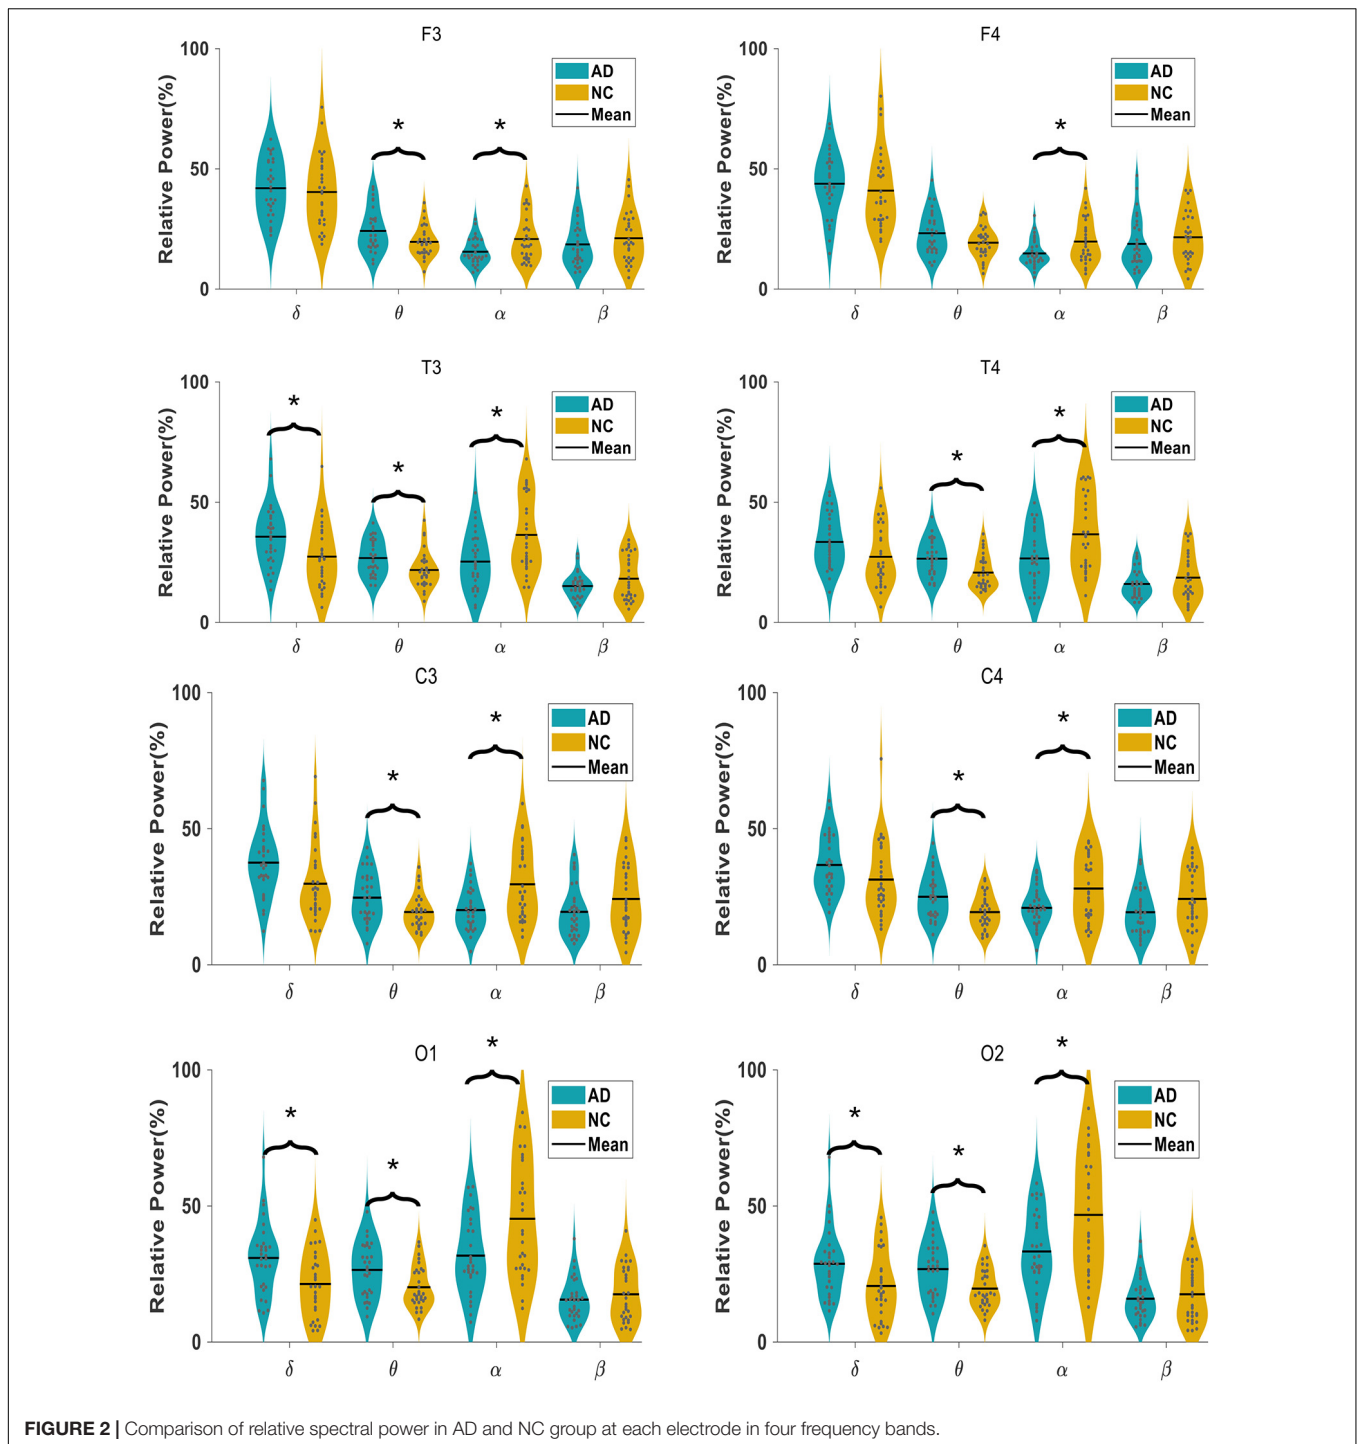 F3
100
50
0
Relative Power(%)
AD
NC
Mean
*
*
δ θ α β
F4
100
50
0
Relative Power(%)
AD
NC
Mean
*
δ θ α β
T3
100
50
0
Relative Power(%)
AD
NC
Mean
*
*
*
δ θ α β
T4
100
50
0
Relative Power(%)
AD
NC
Mean
*
*
δ θ α β
C3
100
50
0
Relative Power(%)
AD
NC
Mean
*
*
δ θ α β
C4
100
50
0
Relative Power(%)
AD
NC
Mean
*
*
δ θ α β
O1
100
50
0
Relative Power(%)
AD
NC
Mean
*
*
*
δ θ α β
O2
100
50
0
Relative Power(%)
AD
NC
Mean
*
*
*
δ θ α β
FIGURE 2 | Comparison of relative spectral power in AD and NC group at each electrode in four frequency bands.